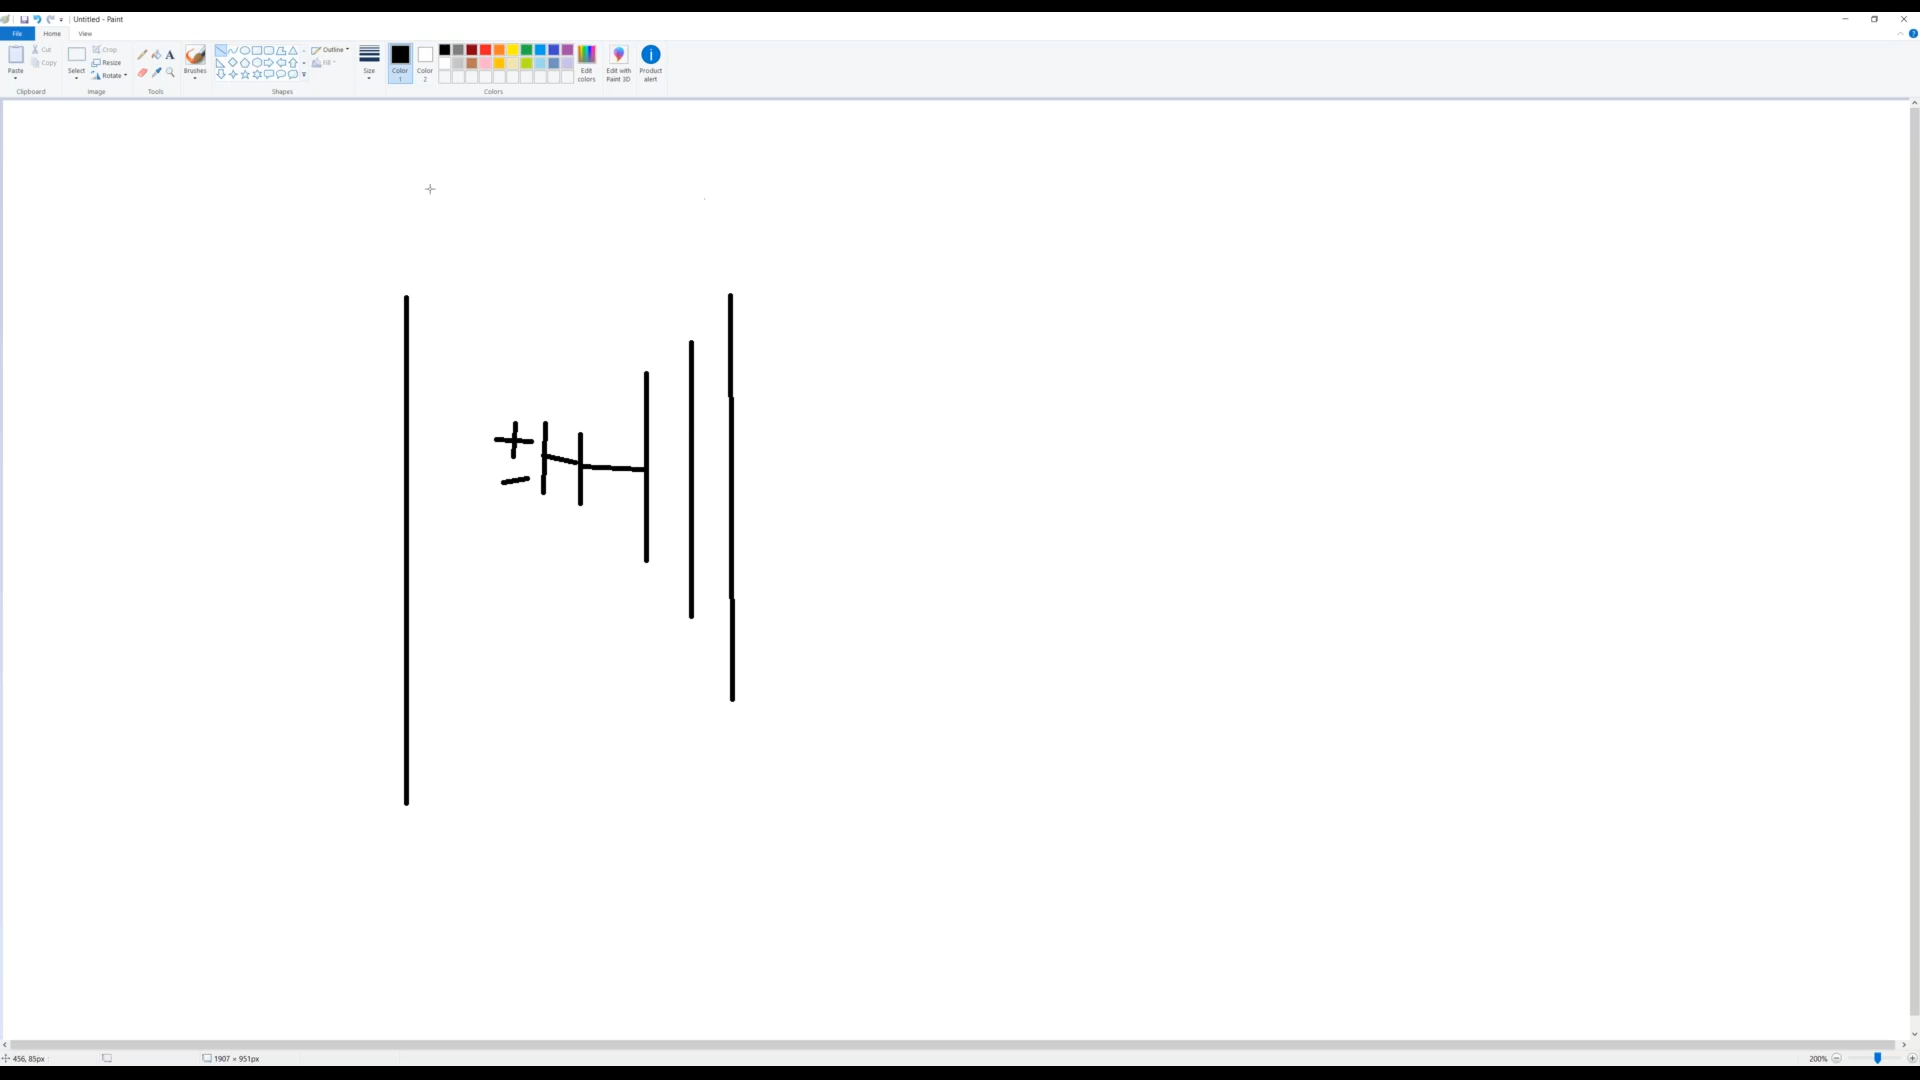 Untitled - Paint
File Home View
Paste
Cut
Copy
Clipboard
Select
Crop
Resize
Rotate
Image
Tools
Brushes
Shapes
Outline
Fill
Size
Color 1
Color 2
Colors
Edit colors
Edit with Paint 3D
Product alert
+
−
456, 85px
1907 × 951px
200%